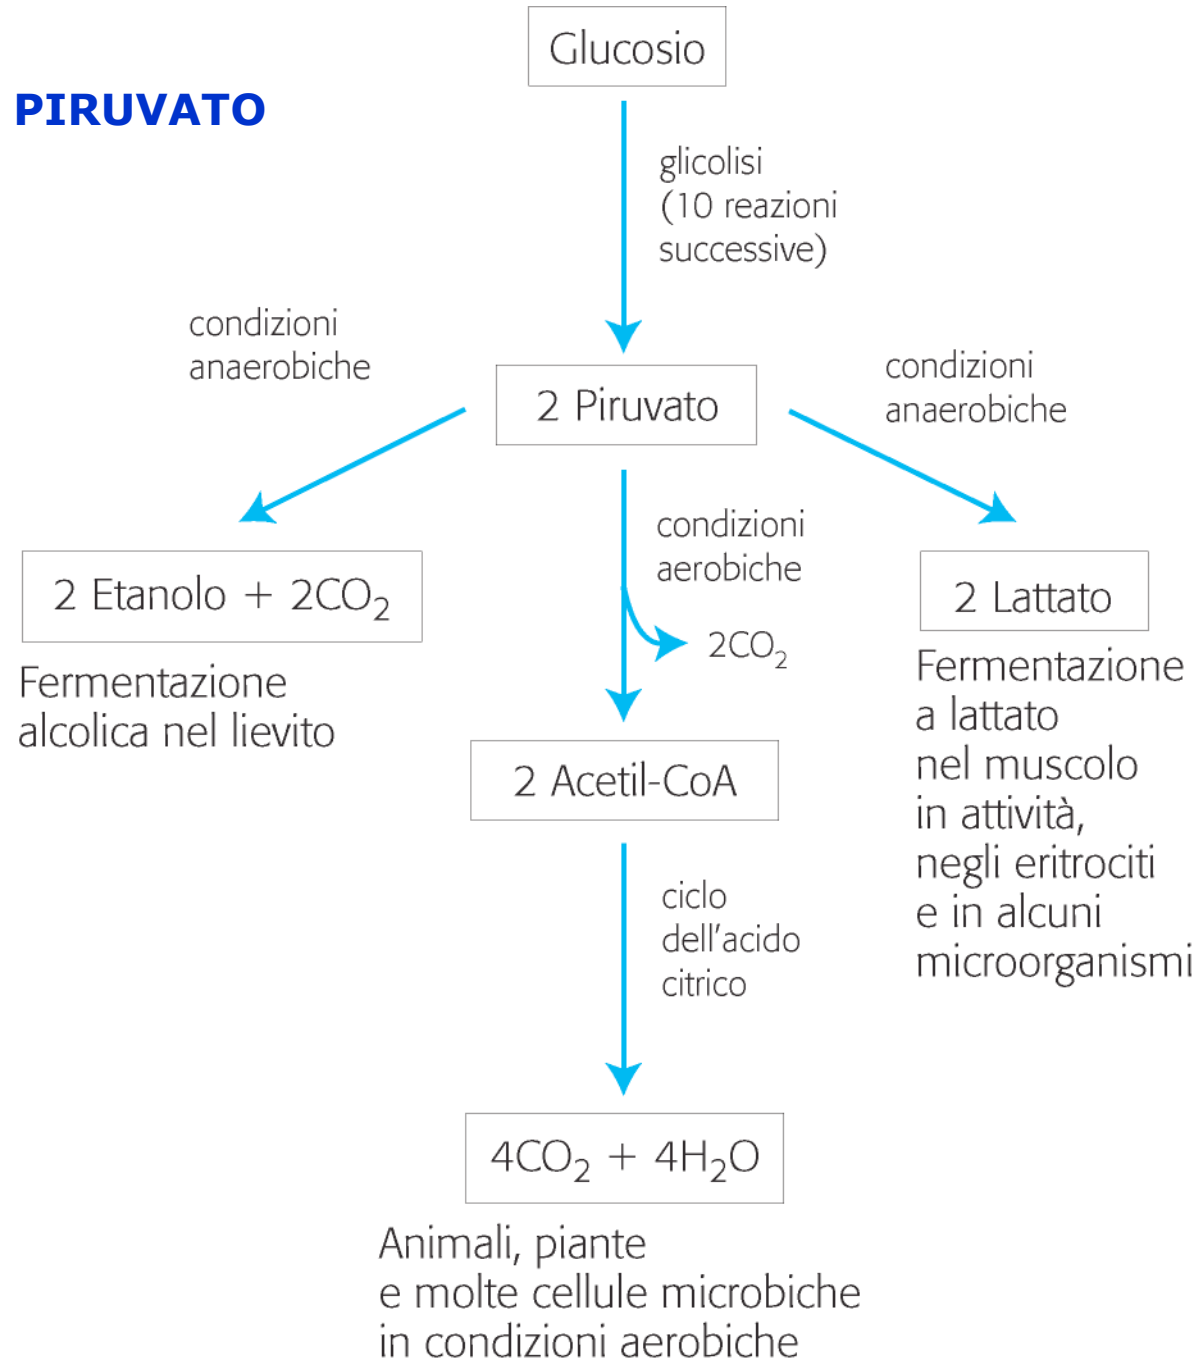 Glucosio
PIRUVATO
glicolisi
(10 reazioni
successive)
condizioni
anaerobiche
2 Piruvato
condizioni
anaerobiche
condizioni
aerobiche
2 Etanolo + 2CO₂
2 Lattato
2CO₂
Fermentazione
alcolica nel lievito
Fermentazione
a lattato
nel muscolo
in attività,
negli eritrociti
e in alcuni
microorganismi
2 Acetil-CoA
ciclo
dell'acido
citrico
4CO₂ + 4H₂O
Animali, piante
e molte cellule microbiche
in condizioni aerobiche